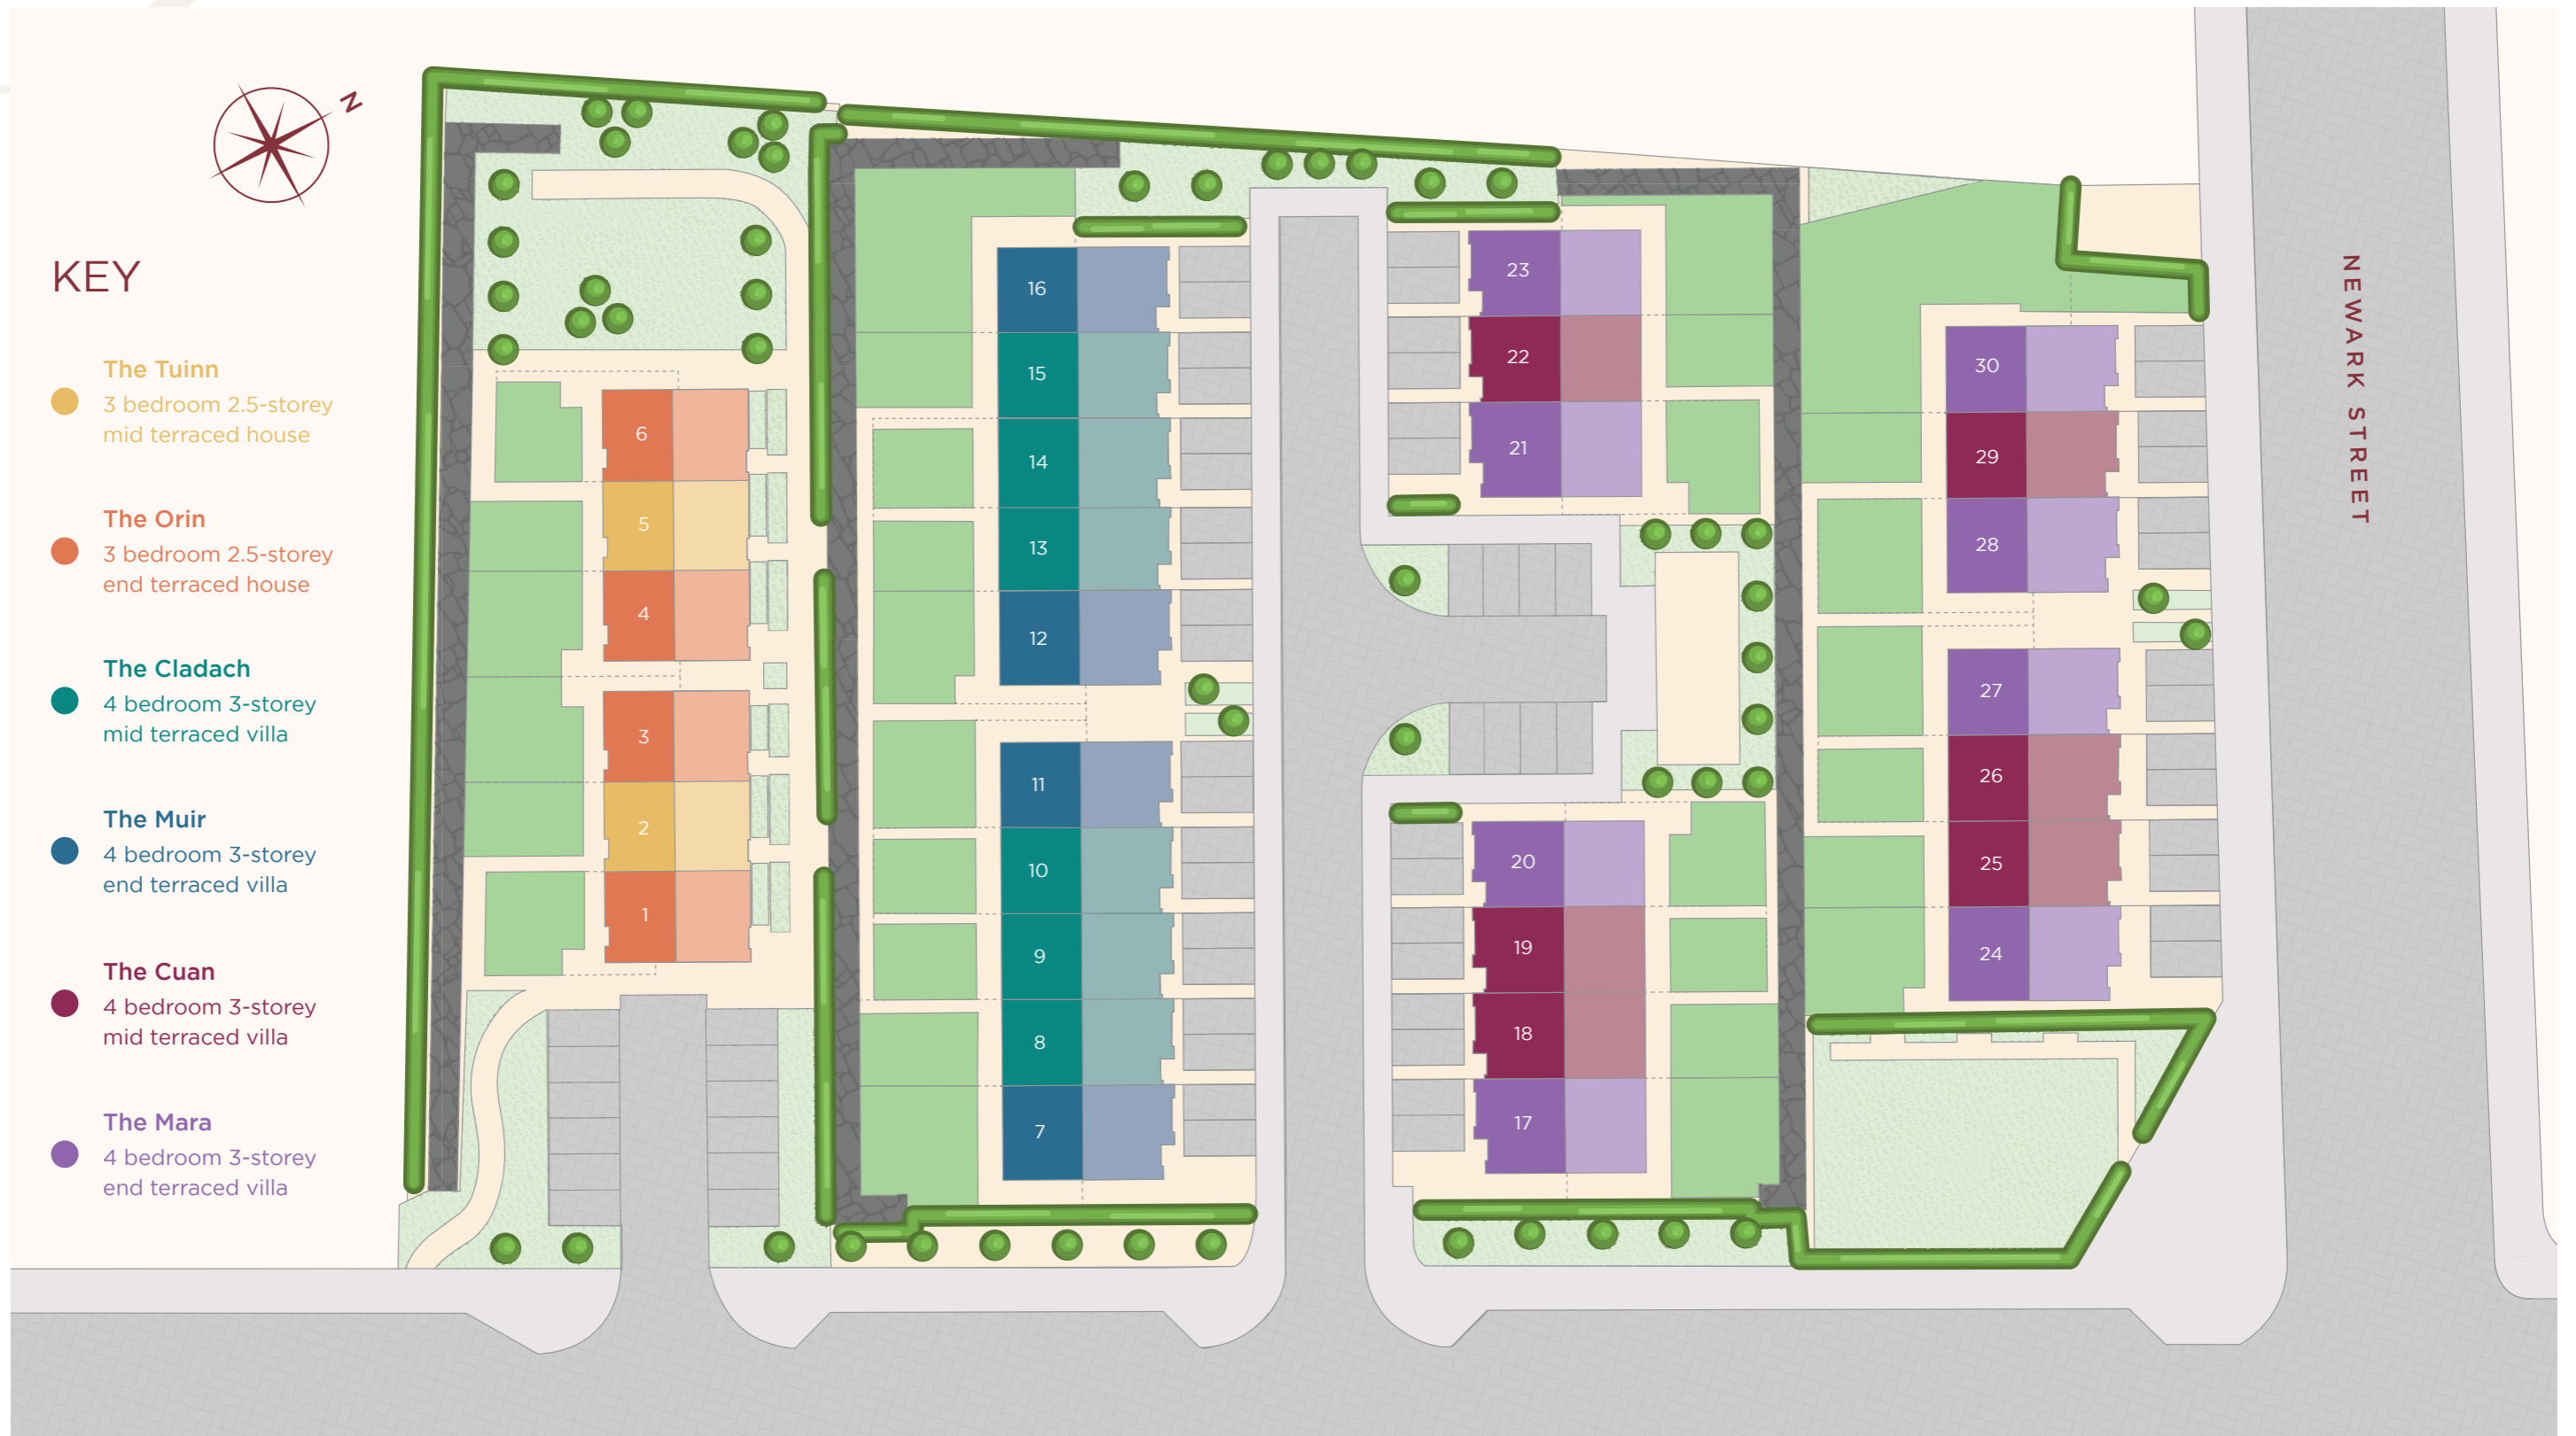 N
KEY
The Tuinn
3 bedroom 2.5-storey
mid terraced house
The Orin
3 bedroom 2.5-storey
end terraced house
The Cladach
4 bedroom 3-storey
mid terraced villa
The Muir
4 bedroom 3-storey
end terraced villa
The Cuan
4 bedroom 3-storey
mid terraced villa
The Mara
4 bedroom 3-storey
end terraced villa
6
5
4
3
2
1
16
15
14
13
12
11
10
9
8
7
23
22
21
20
19
18
17
30
29
28
27
26
25
24
NEWARK STREET